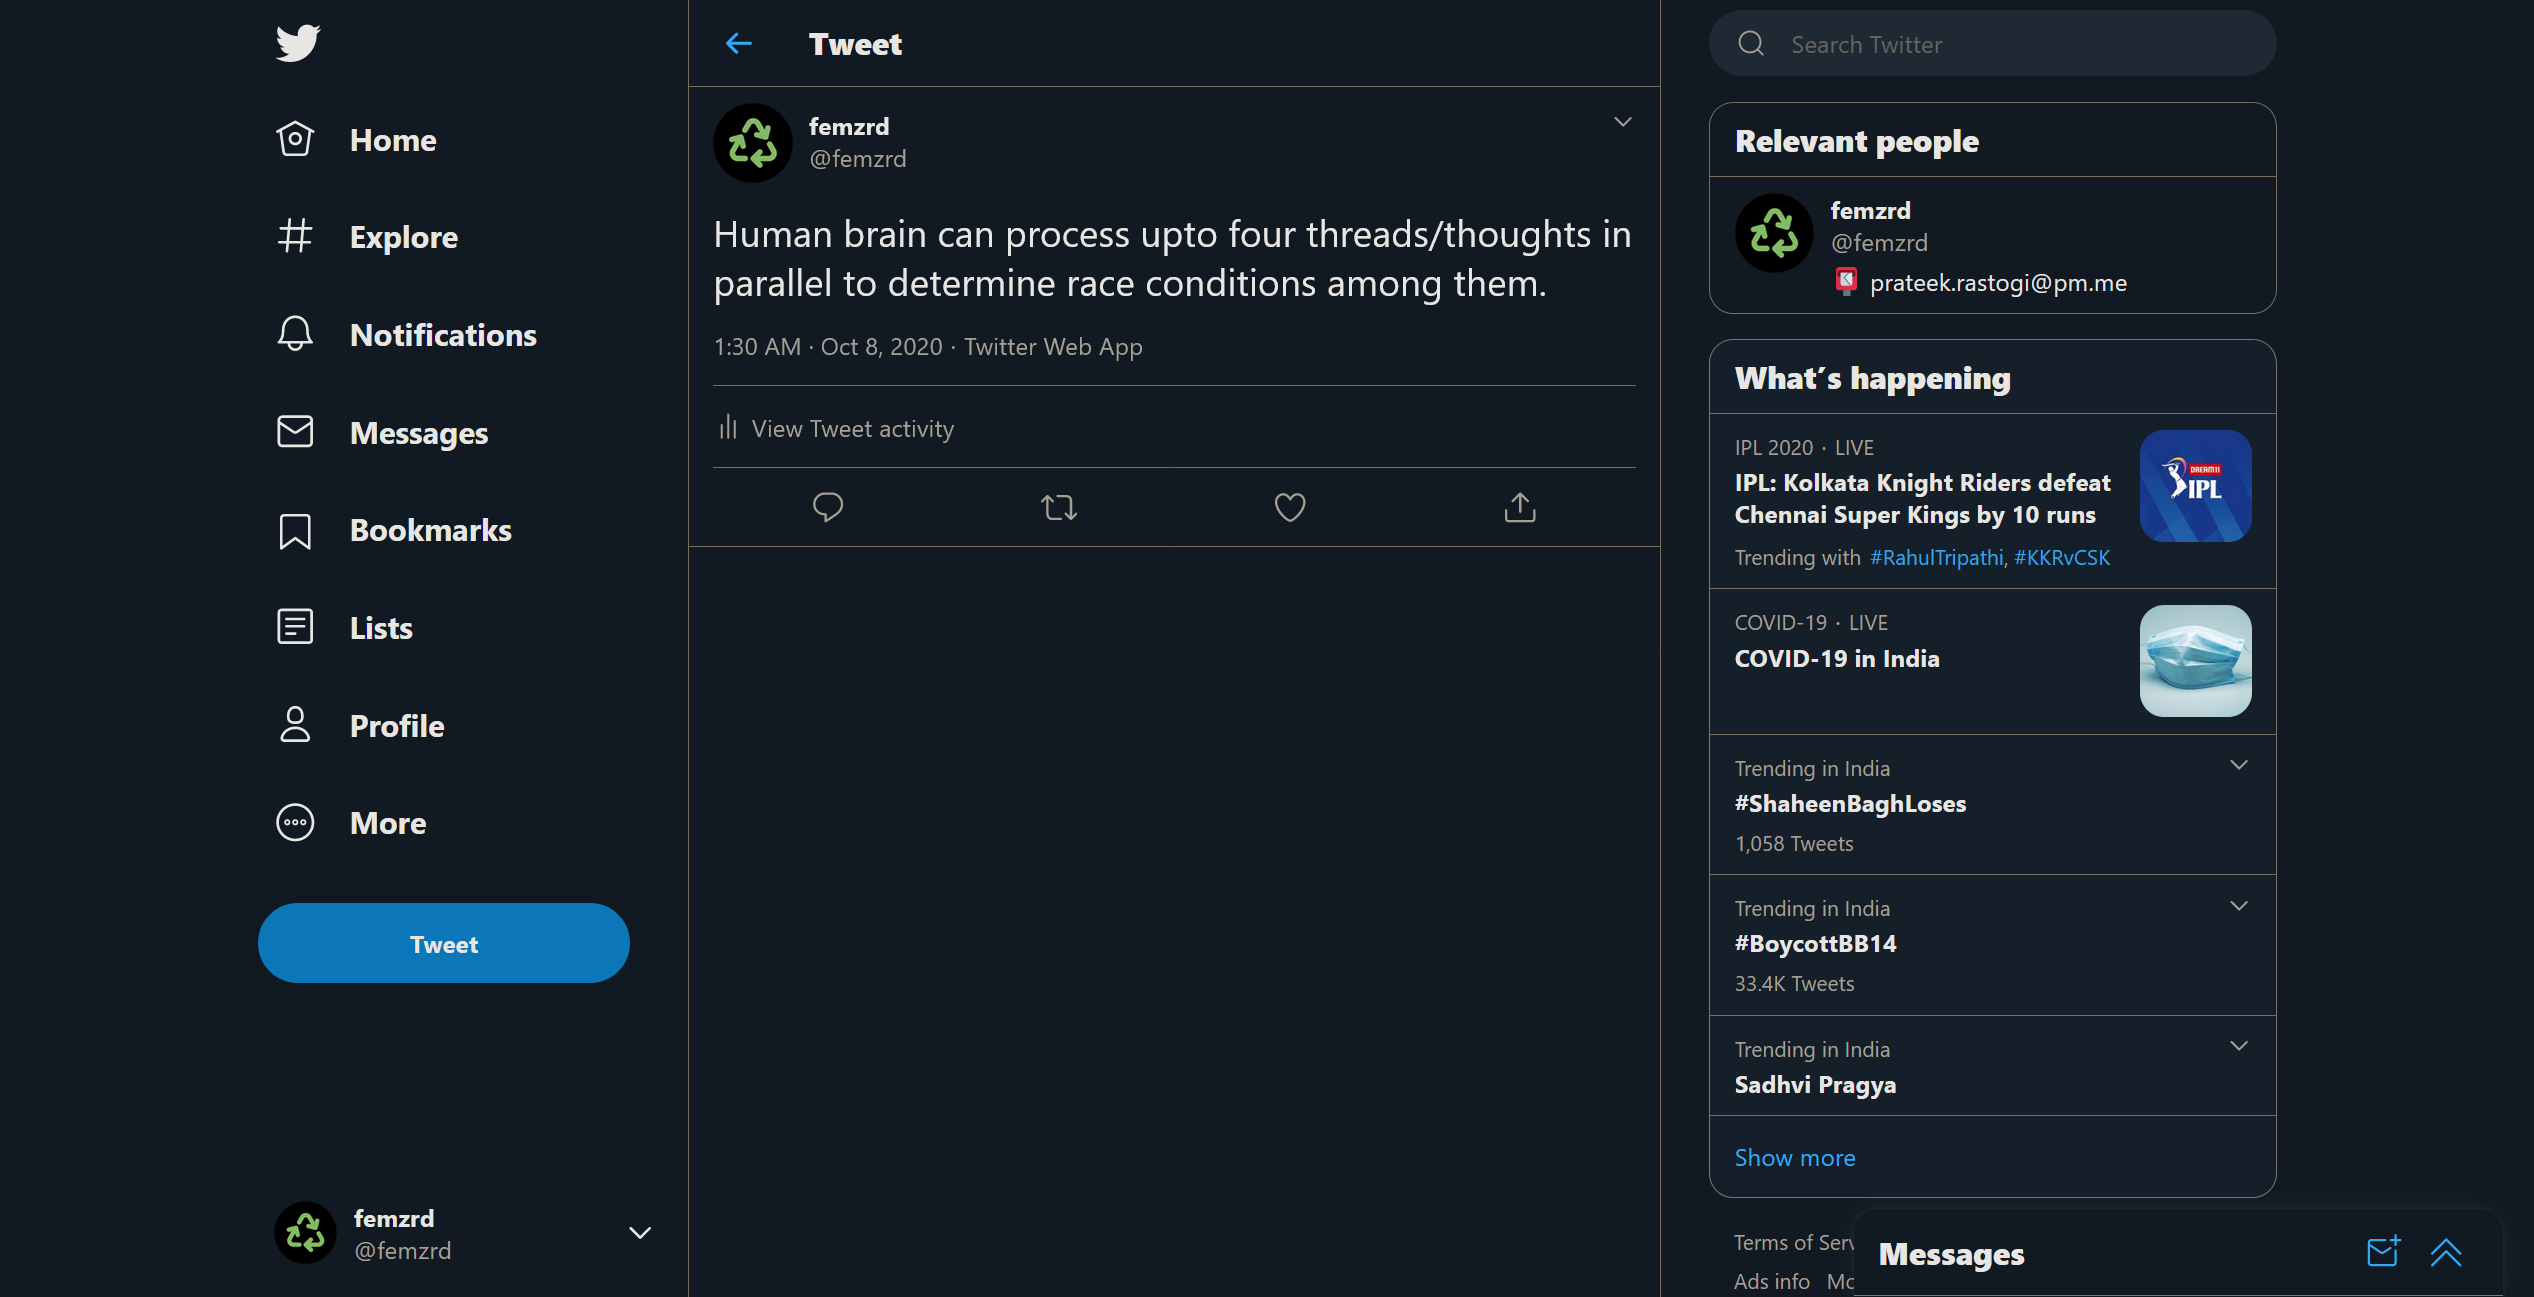 Home
Explore
Notifications
Messages
Bookmarks
Lists
Profile
More
Tweet
femzrd
@femzrd
Tweet
femzrd
@femzrd
Human brain can process upto four threads/thoughts in
parallel to determine race conditions among them.
1:30 AM · Oct 8, 2020 · Twitter Web App
View Tweet activity
Search Twitter
Relevant people
femzrd
@femzrd
prateek.rastogi@pm.me
What's happening
IPL 2020 · LIVE
IPL: Kolkata Knight Riders defeat
Chennai Super Kings by 10 runs
Trending with #RahulTripathi, #KKRvCSK
DREAM11
IPL
COVID-19 · LIVE
COVID-19 in India
Trending in India
#ShaheenBaghLoses
1,058 Tweets
Trending in India
#BoycottBB14
33.4K Tweets
Trending in India
Sadhvi Pragya
Show more
Terms of Serv
Ads info Mo
Messages